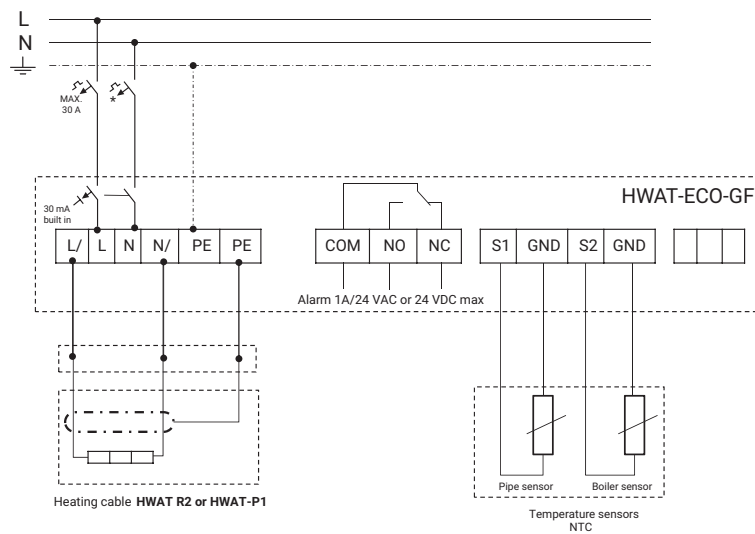 L
N
MAX.
30 A
*
HWAT-ECO-GF
30 mA
built in
L/ L N N/ PE PE
COM NO NC
S1 GND S2 GND
Alarm 1A/24 VAC or 24 VDC max
Pipe sensor
Boiler sensor
Heating cable HWAT R2 or HWAT-P1
Temperature sensors
NTC